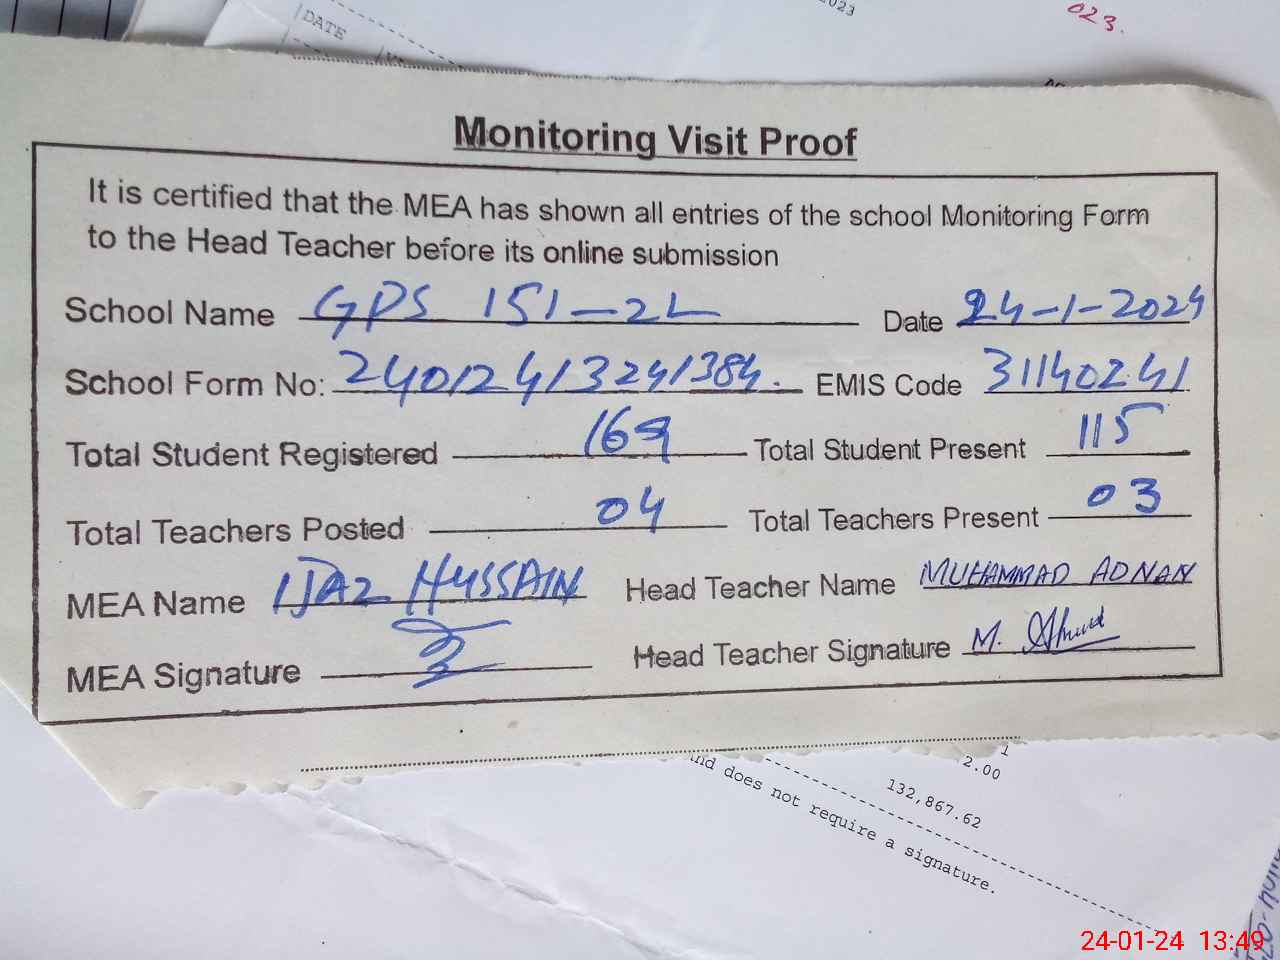 023
023.
DATE
Monitoring Visit Proof
It is certified that the MEA has shown all entries of the school Monitoring Form
to the Head Teacher before its online submission
School Name GPS 151-2L Date 24-1-2024
School Form No: 24012413241384. EMIS Code 31140241
Total Student Registered 169 Total Student Present 115
Total Teachers Posted 04 Total Teachers Present 03
MEA Name IJAZ HUSSAIN Head Teacher Name MUHAMMAD ADNAN
MEA Signature Head Teacher Signature M.
1
2.00
132,867.62
and does not require a signature.
24-01-24 13:49